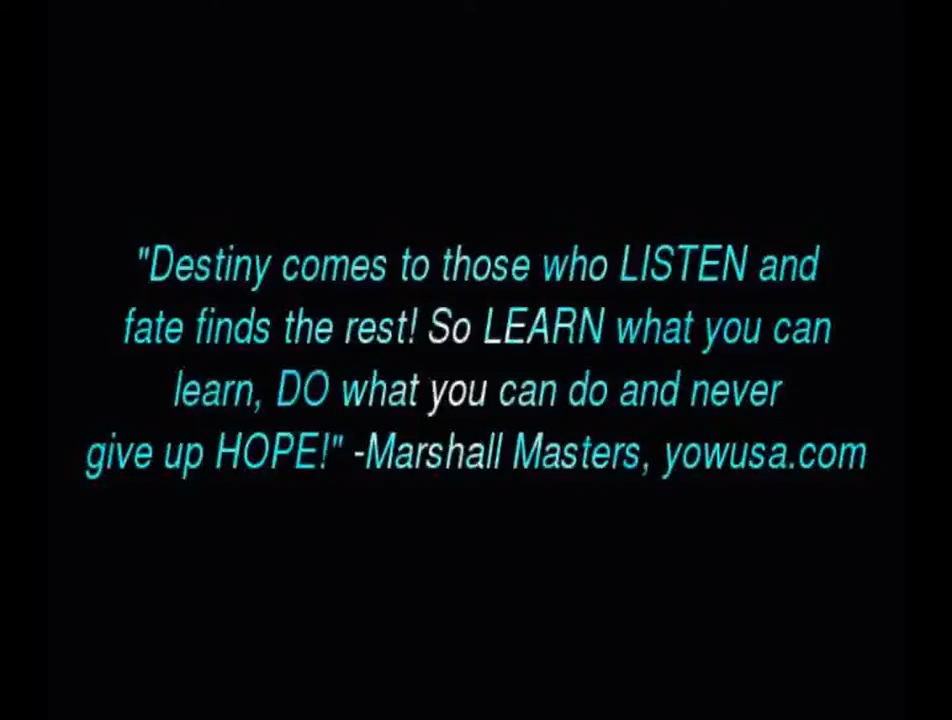 "Destiny comes to those who LISTEN and
fate finds the rest! So LEARN what you can
learn, DO what you can do and never
give up HOPE!" -Marshall Masters, yowusa.com